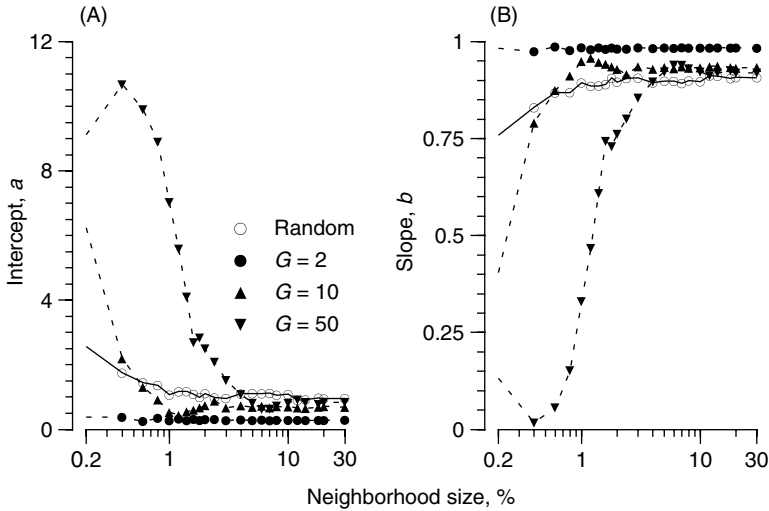 (A)
(B)
12
8
4
0
Intercept, a
0.2
1
10
30
Random
G = 2
G = 10
G = 50
1
0.75
0.5
0.25
0
Slope, b
0.2
1
10
30
Neighborhood size, %